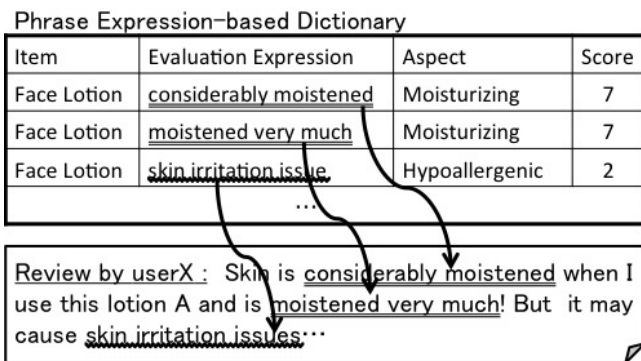 Phrase Expression-based Dictionary
Item Evaluation Expression Aspect Score
Face Lotion considerably moistened Moisturizing 7
Face Lotion moistened very much Moisturizing 7
Face Lotion skin irritation issue Hypoallergenic 2
…
Review by userX : Skin is considerably moistened when I
use this lotion A and is moistened very much! But it may
cause skin irritation issues…